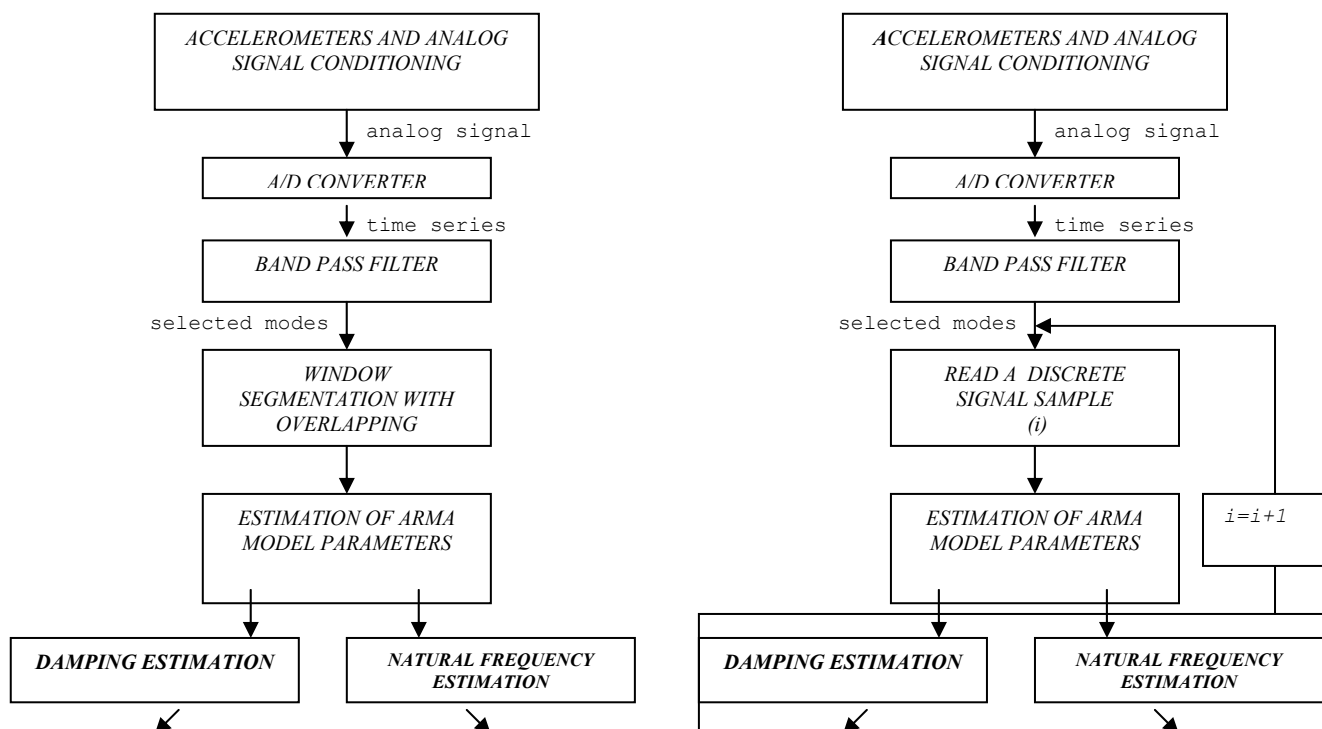 ACCELEROMETERS AND ANALOG
SIGNAL CONDITIONING
analog signal
A/D CONVERTER
time series
BAND PASS FILTER
selected modes
WINDOW
SEGMENTATION WITH
OVERLAPPING
ESTIMATION OF ARMA
MODEL PARAMETERS
DAMPING ESTIMATION
NATURAL FREQUENCY
ESTIMATION
ACCELEROMETERS AND ANALOG
SIGNAL CONDITIONING
analog signal
A/D CONVERTER
time series
BAND PASS FILTER
selected modes
READ A DISCRETE
SIGNAL SAMPLE
(i)
ESTIMATION OF ARMA
MODEL PARAMETERS
i=i+1
DAMPING ESTIMATION
NATURAL FREQUENCY
ESTIMATION